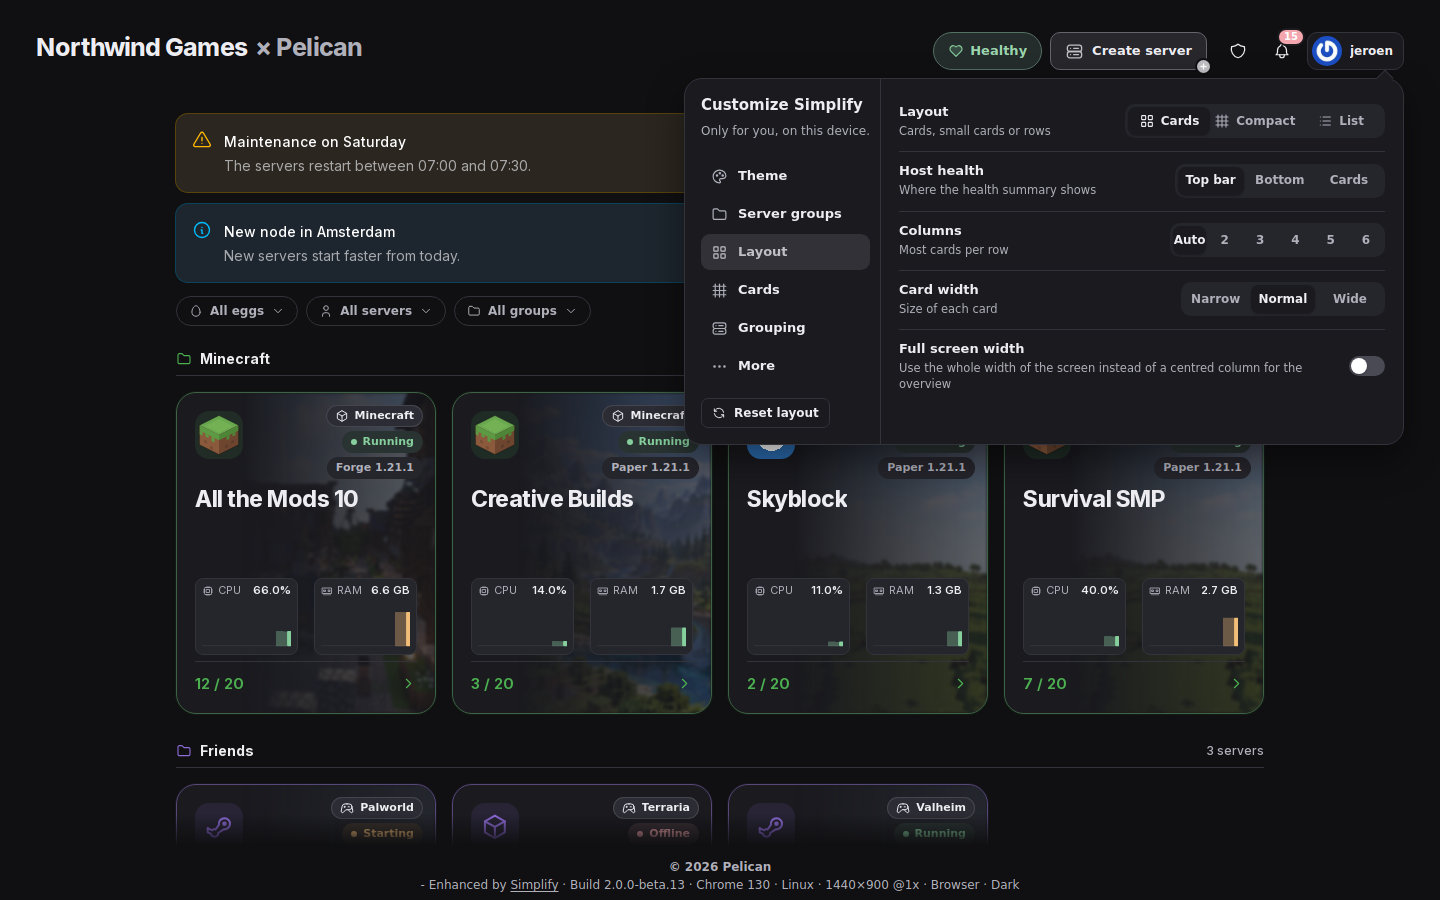 Northwind Games × Pelican
Healthy
Create server
15
jeroen
Maintenance on Saturday
The servers restart between 07:00 and 07:30.
New node in Amsterdam
New servers start faster from today.
All eggs
All servers
All groups
Customize Simplify
Only for you, on this device.
Theme
Server groups
Layout
Cards
Grouping
More
Reset layout
Layout
Cards, small cards or rows
Cards
Compact
List
Host health
Where the health summary shows
Top bar
Bottom
Cards
Columns
Most cards per row
Auto 2 3 4 5 6
Card width
Size of each card
Narrow
Normal
Wide
Full screen width
Use the whole width of the screen instead of a centred column for the
overview
Minecraft
Minecraft
Running
Forge 1.21.1
All the Mods 10
CPU 66.0%
RAM 6.6 GB
12 / 20
Minecraf
Running
Paper 1.21.1
Creative Builds
CPU 14.0%
RAM 1.7 GB
3 / 20
Paper 1.21.1
Skyblock
CPU 11.0%
RAM 1.3 GB
2 / 20
Paper 1.21.1
Survival SMP
CPU 40.0%
RAM 2.7 GB
7 / 20
Friends
3 servers
Palworld
Starting
Terraria
Offline
Valheim
Running
© 2026 Pelican
- Enhanced by Simplify · Build 2.0.0-beta.13 · Chrome 130 · Linux · 1440×900 @1x · Browser · Dark